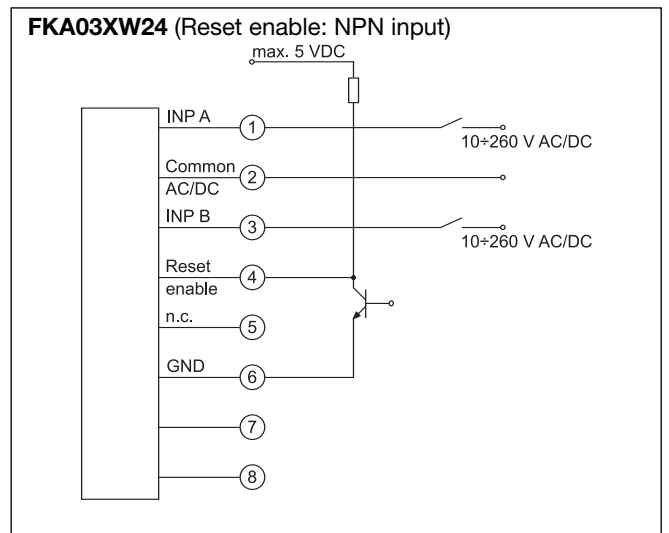 FKA03XW24 (Reset enable: NPN input)
max. 5 VDC
INP A
1
10÷260 V AC/DC
Common
AC/DC
2
INP B
3
10÷260 V AC/DC
Reset
enable
4
n.c.
5
GND
6
7
8